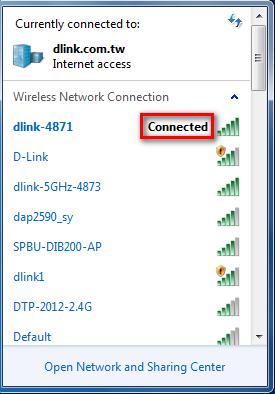 Currently connected to:
dlink.com.tw
Internet access
Wireless Network Connection
dlink-4871 Connected
D-Link
dlink-5GHz-4873
dap2590_sy
SPBU-DIB200-AP
dlink1
DTP-2012-2.4G
Default
Open Network and Sharing Center